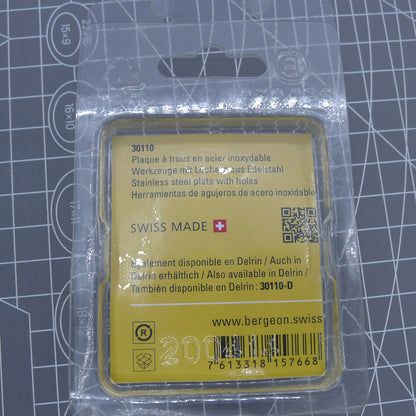 30110
Plaque à trous en acier inoxydable
Werkzeuge mit Löchern aus Edelstahl
Stainless steel plate with holes
Herramientas de agujeros de acero inoxidable
SWISS MADE
Également disponible en Delrin / Auch in
Delrin erhältlich / Also available in Delrin /
También disponible en Delrin: 30110-D
www.bergeon.swiss
®
7 613318 157668
15x9
16x10